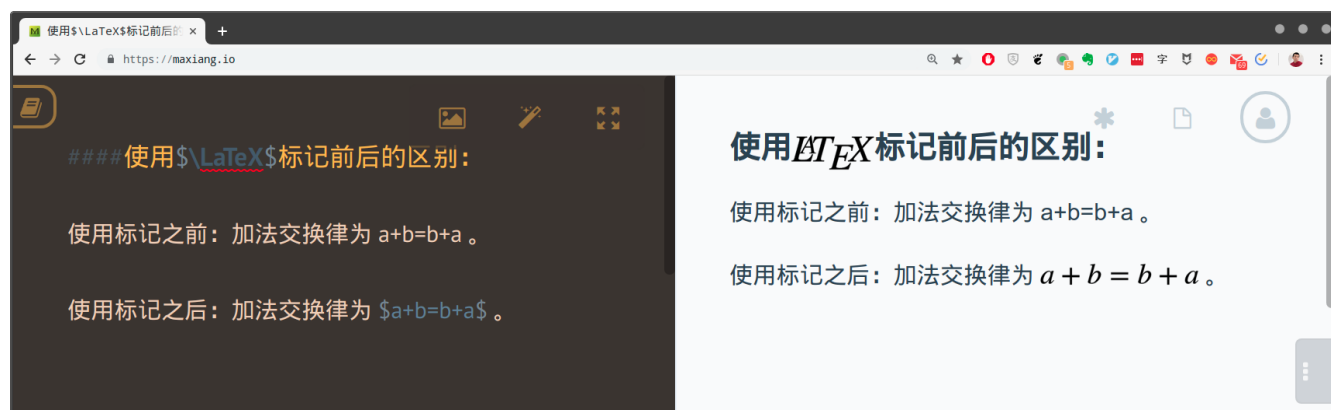 使用$\LaTeX$标记前后的
https://maxiang.io
字
69
####使用$\LaTeX$标记前后的区别：
使用标记之前：加法交换律为 a+b=b+a 。
使用标记之后：加法交换律为 $a+b=b+a$ 。
使用LATEX标记前后的区别：
使用标记之前：加法交换律为 a+b=b+a 。
使用标记之后：加法交换律为 a + b = b + a 。